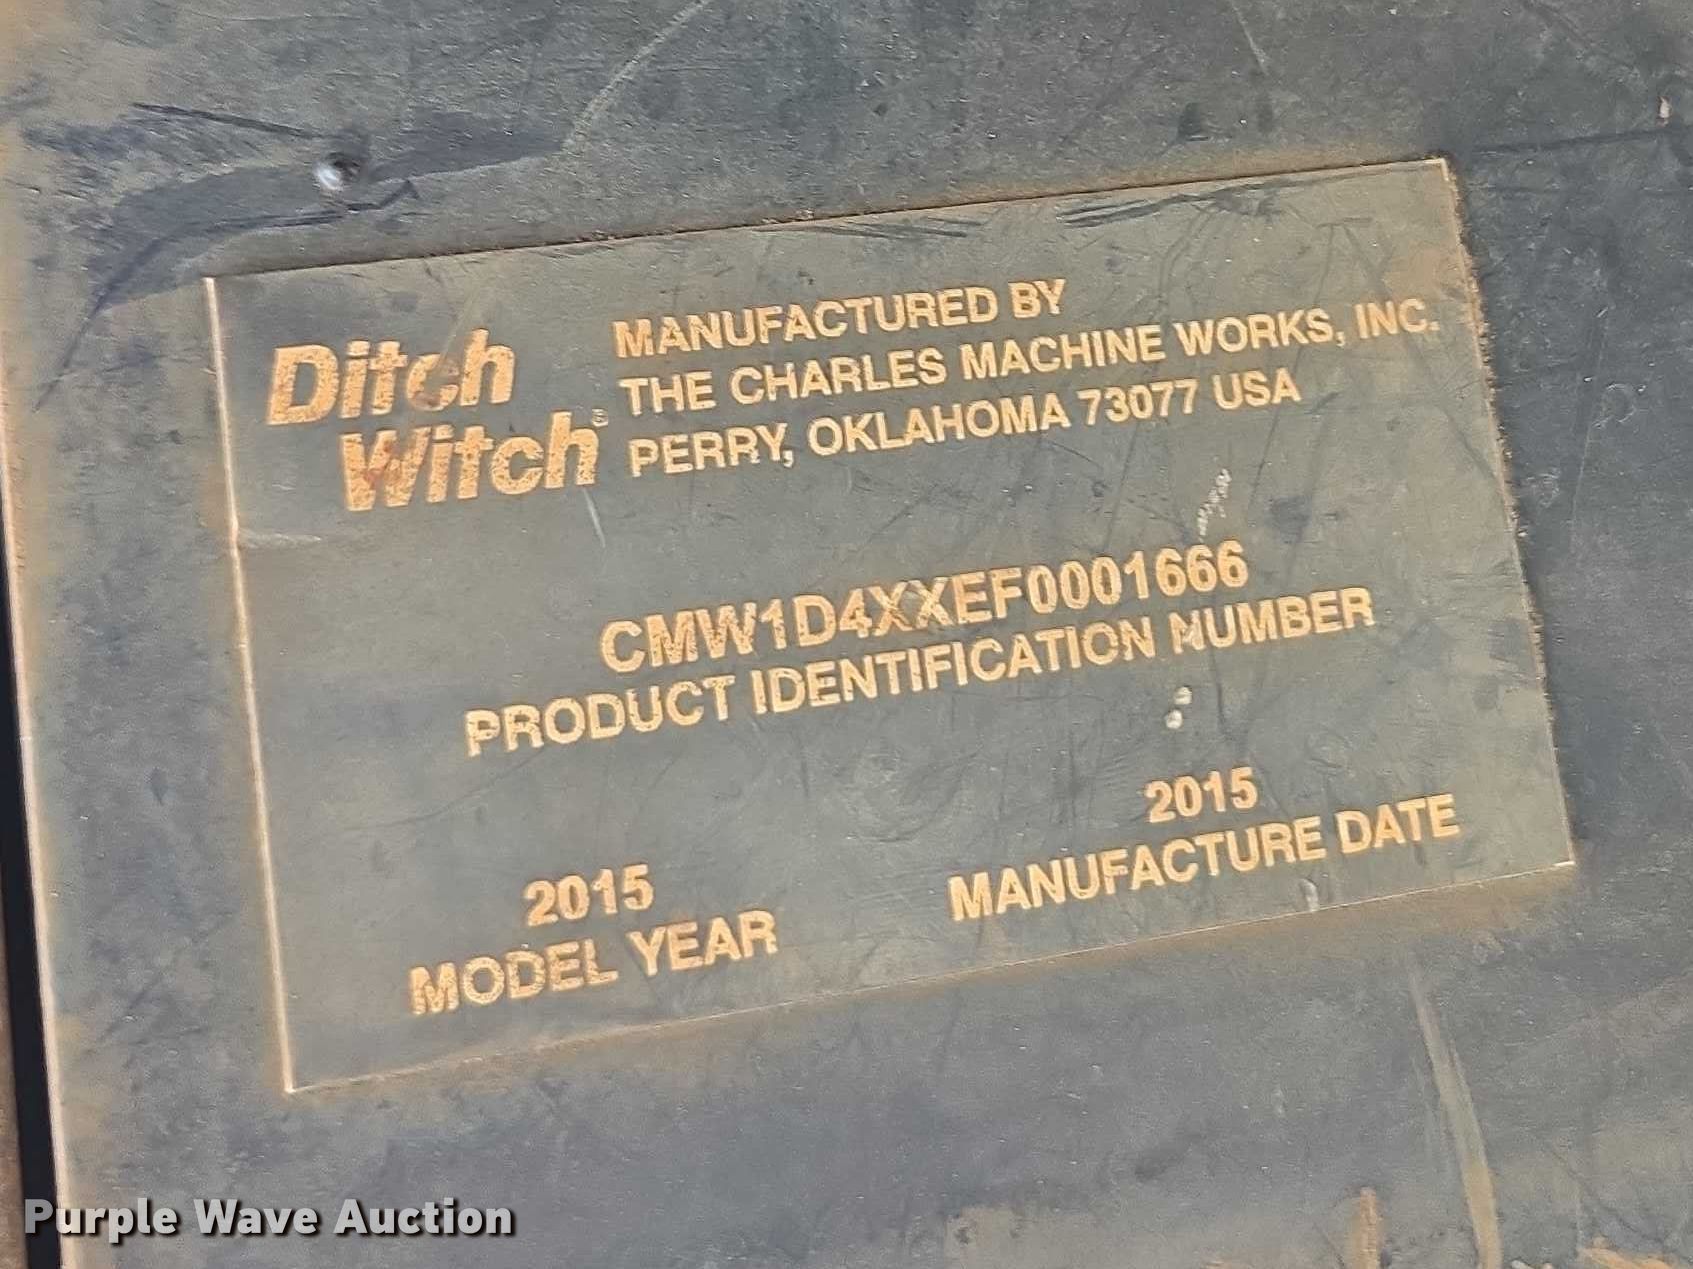 Ditch
Witch®
MANUFACTURED BY
THE CHARLES MACHINE WORKS, INC.
PERRY, OKLAHOMA 73077 USA
CMW1D4XXEF0001666
PRODUCT IDENTIFICATION NUMBER
2015
MODEL YEAR
2015
MANUFACTURE DATE
Purple Wave Auction